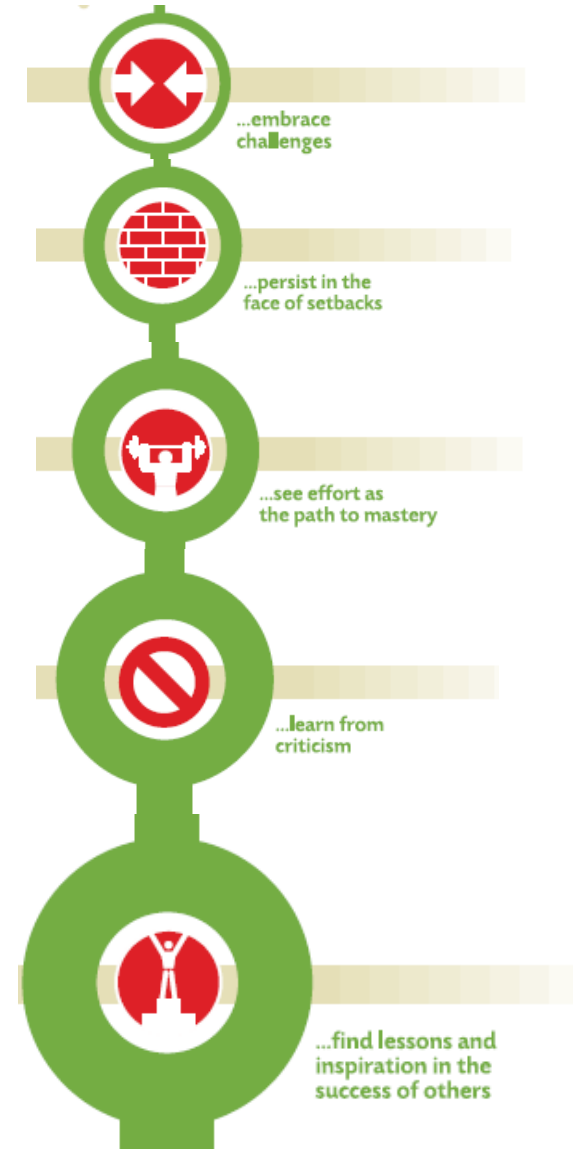 ...embrace
challenges
...persist in the
face of setbacks
...see effort as
the path to mastery
...learn from
criticism
...find lessons and
inspiration in the
success of others